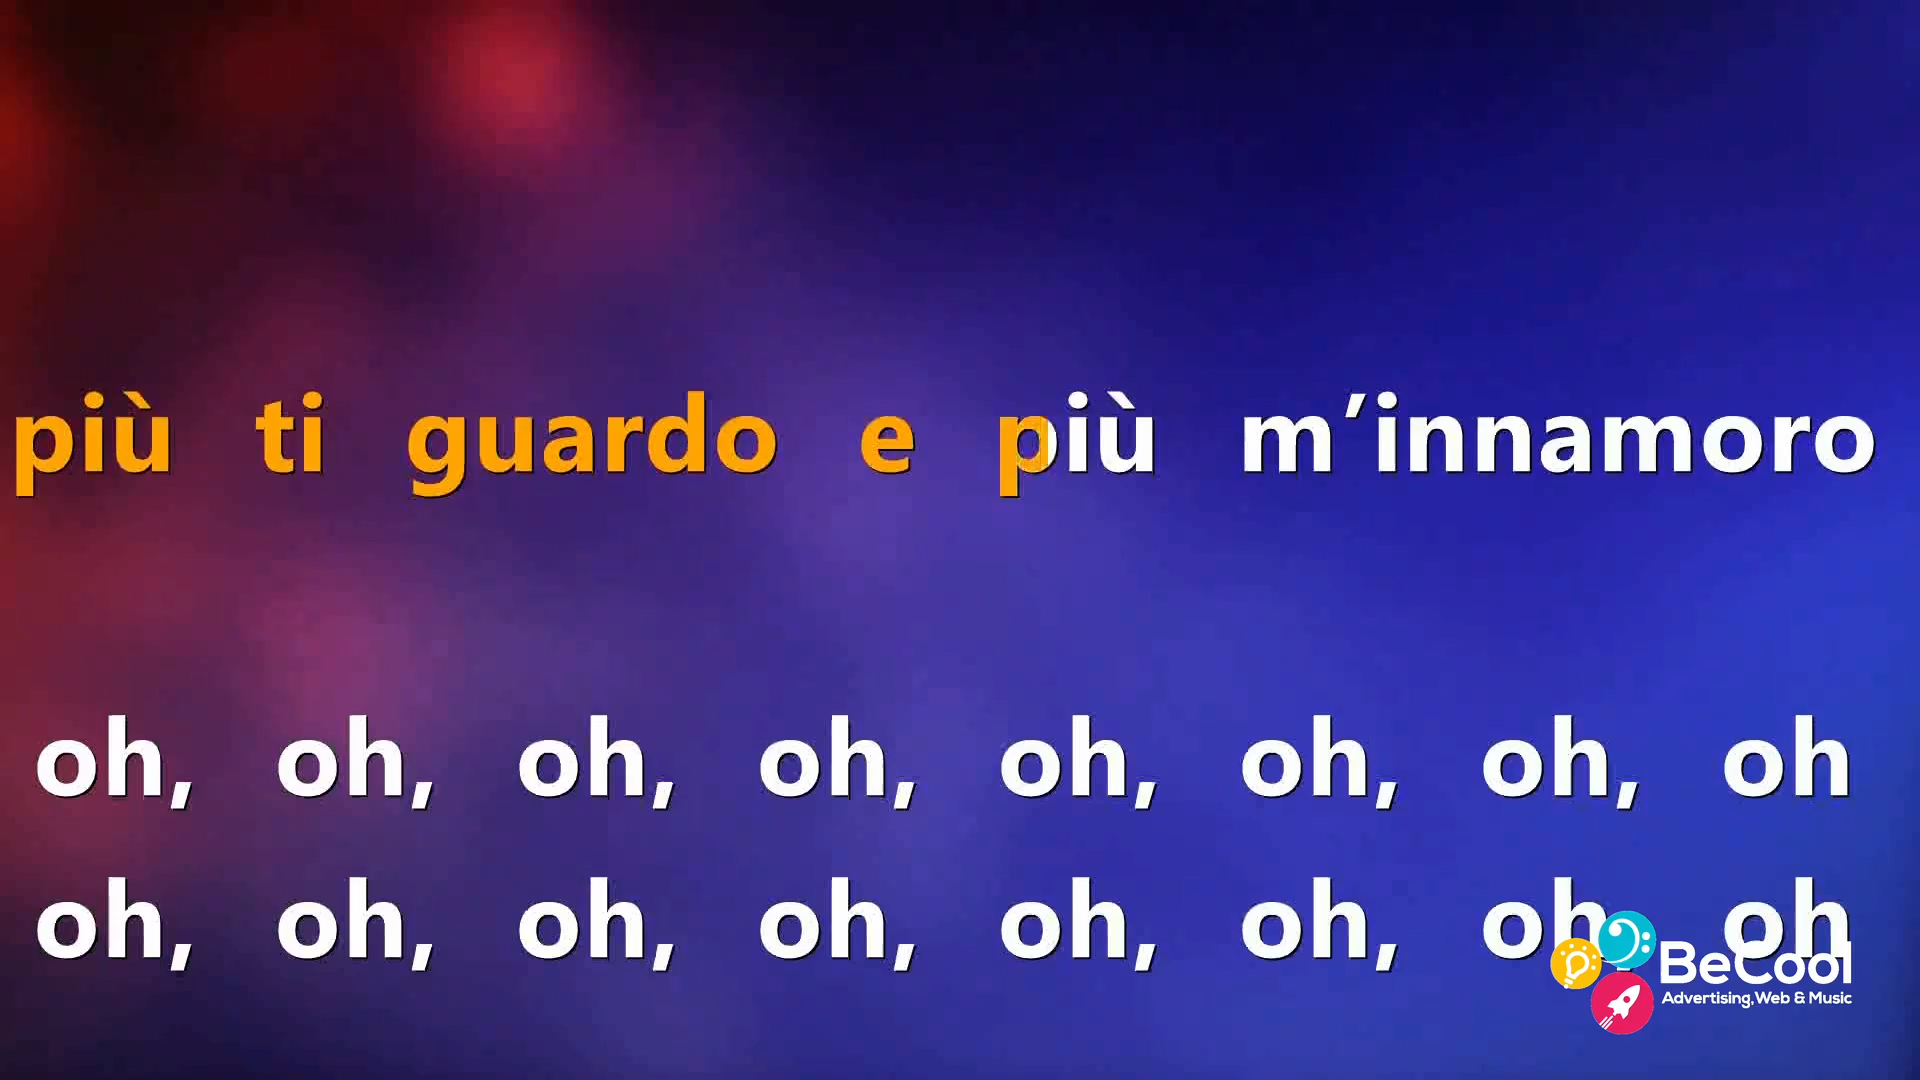 più ti guardo e più m’innamoro
oh, oh, oh, oh, oh, oh, oh, oh
oh, oh, oh, oh, oh, oh, oh, oh
BeCool
Advertising,Web & Music